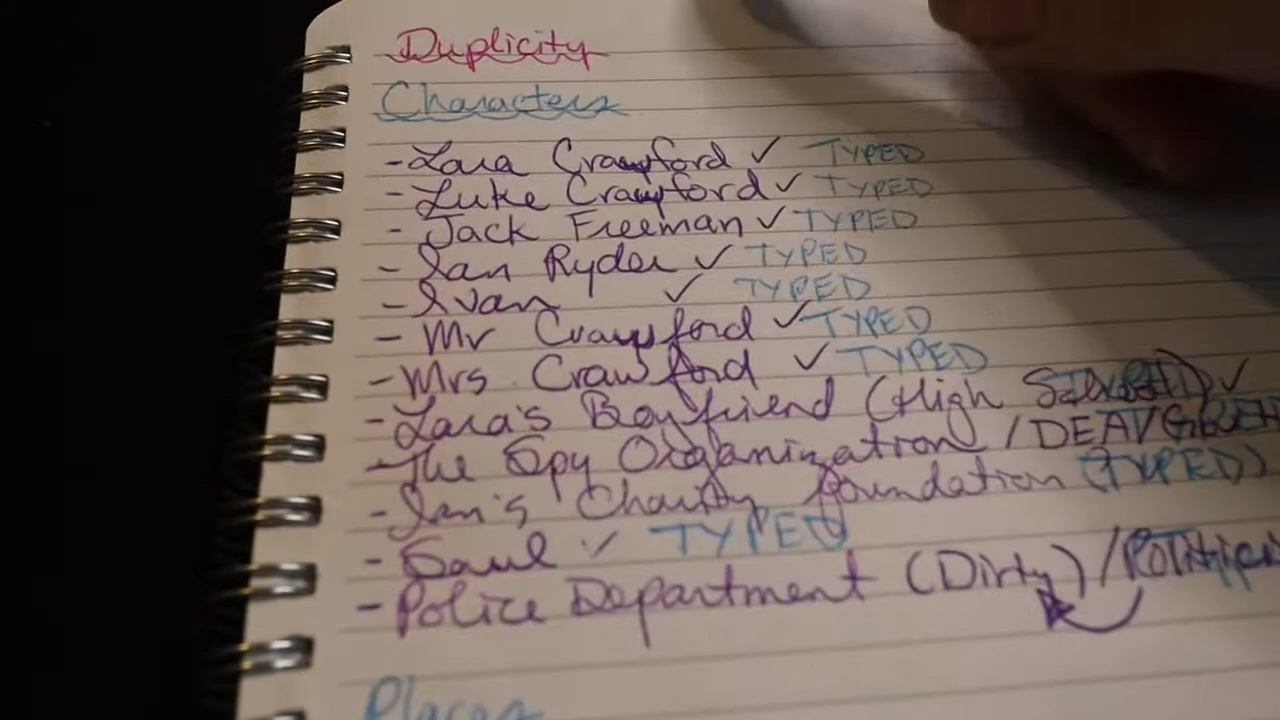 Duplicity
Characters
- Lara Crawford ✓ TYPED
- Luke Crawford ✓ TYPED
- Jack Freeman ✓ TYPED
- Ian Ryder ✓ TYPED
- Ivan ✓ TYPED
- Mr Crawford ✓ TYPED
- Mrs. Crawford ✓ TYPED
- Lara's Boyfriend (High ✓
- The Spy Organization /DEA/
- Ian's Charity Foundation (TYPED)
- Saul ✓ TYPED
- Police Department (Dirty)/
Places